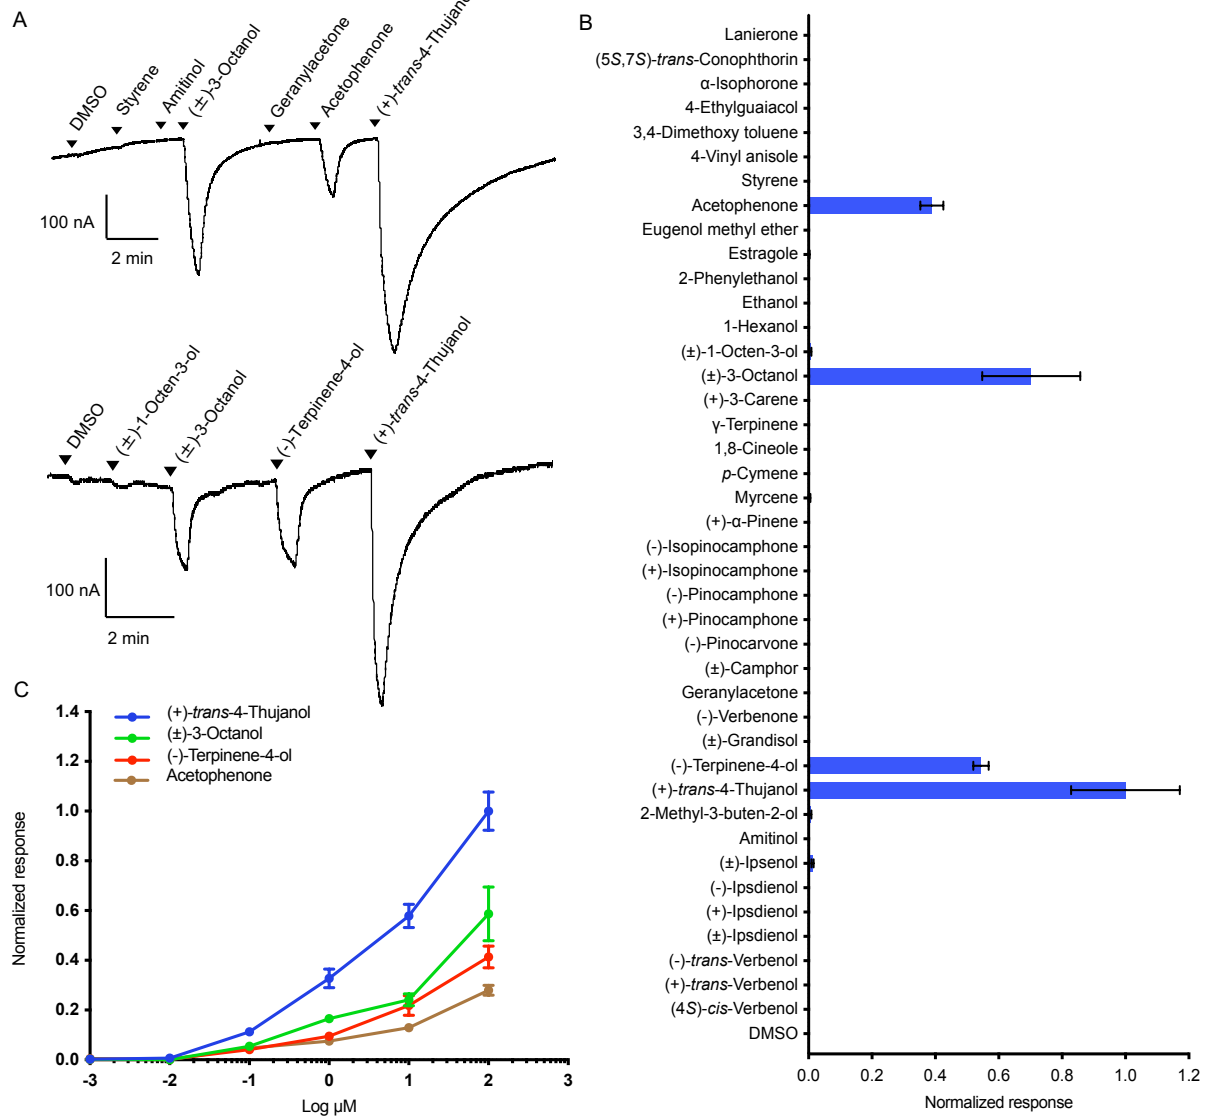 A
DMSO
Styrene
Amitinol
(±)-3-Octanol
Geranylacetone
Acetophenone
(+)-trans-4-Thujanol
100 nA
2 min
DMSO
(±)-1-Octen-3-ol
(±)-3-Octanol
(-)-Terpinene-4-ol
(+)-trans-4-Thujanol
100 nA
2 min
B
Lanierone
(5S,7S)-trans-Conophthorin
α-Isophorone
4-Ethylguaiacol
3,4-Dimethoxy toluene
4-Vinyl anisole
Styrene
Acetophenone
Eugenol methyl ether
Estragole
2-Phenylethanol
Ethanol
1-Hexanol
(±)-1-Octen-3-ol
(±)-3-Octanol
(+)-3-Carene
γ-Terpinene
1,8-Cineole
p-Cymene
Myrcene
(+)-α-Pinene
(-)-Isopinocamphone
(+)-Isopinocamphone
(-)-Pinocamphone
(+)-Pinocamphone
(-)-Pinocarvone
(±)-Camphor
Geranylacetone
(-)-Verbenone
(±)-Grandisol
(-)-Terpinene-4-ol
(+)-trans-4-Thujanol
2-Methyl-3-buten-2-ol
Amitinol
(±)-Ipsenol
(-)-Ipsdienol
(+)-Ipsdienol
(±)-Ipsdienol
(-)-trans-Verbenol
(+)-trans-Verbenol
(4S)-cis-Verbenol
DMSO
0.0 0.2 0.4 0.6 0.8 1.0 1.2
Normalized response
C
(+)-trans-4-Thujanol
(±)-3-Octanol
(-)-Terpinene-4-ol
Acetophenone
Normalized response
1.4
1.2
1.0
0.8
0.6
0.4
0.2
0.0
-3 -2 -1 0 1 2 3
Log µM